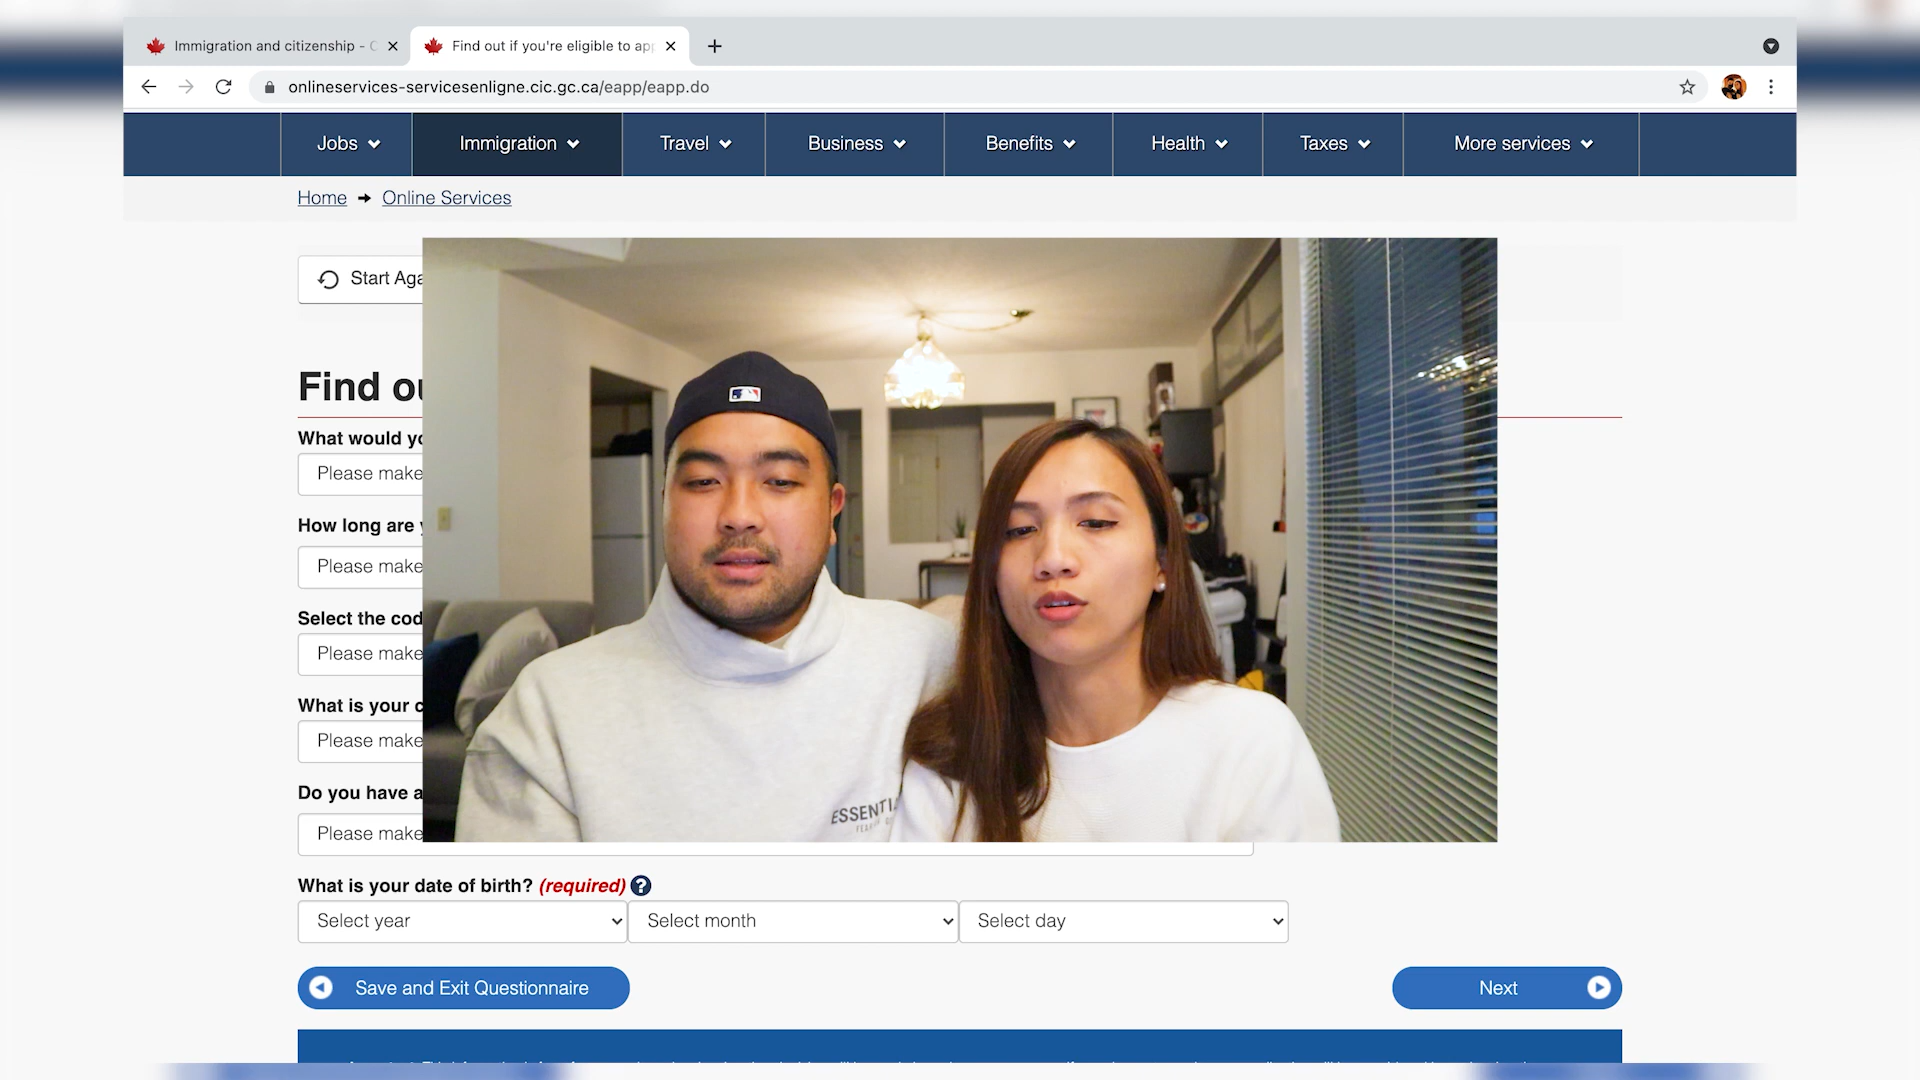 Immigration and citizenship - C
Find out if you're eligible to app
onlineservices-servicesenligne.cic.gc.ca/eapp/eapp.do
Jobs Immigration Travel Business Benefits Health Taxes More services
Home Online Services
Start Aga
Find ou
What would yo
Please make
How long are y
Please make
Select the cod
Please make
What is your c
Please make
Do you have a
Please make
What is your date of birth? (required) ?
Select year Select month Select day
Save and Exit Questionnaire Next
ESSENTI